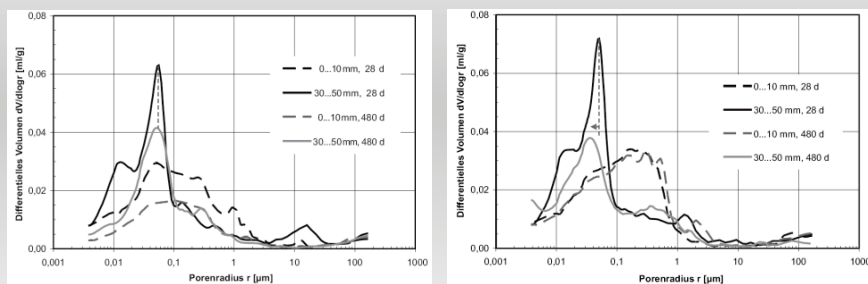 Differentielles Volumen dV/dlogr [ml/g]
0,08
0,06
0,04
0,02
0,00
0...10 mm, 28 d
30...50 mm, 28 d
0...10 mm, 480 d
30...50 mm, 480 d
0,001 0,01 0,1 1 10 100 1000
Porenradius r [µm]
Differentielles Volumen dV/dlogr [ml/g]
0,08
0,06
0,04
0,02
0,00
0...10 mm, 28 d
30...50 mm, 28 d
0...10 mm, 480 d
30...50 mm, 480 d
0,001 0,01 0,1 1 10 100 1000
Porenradius r [µm]